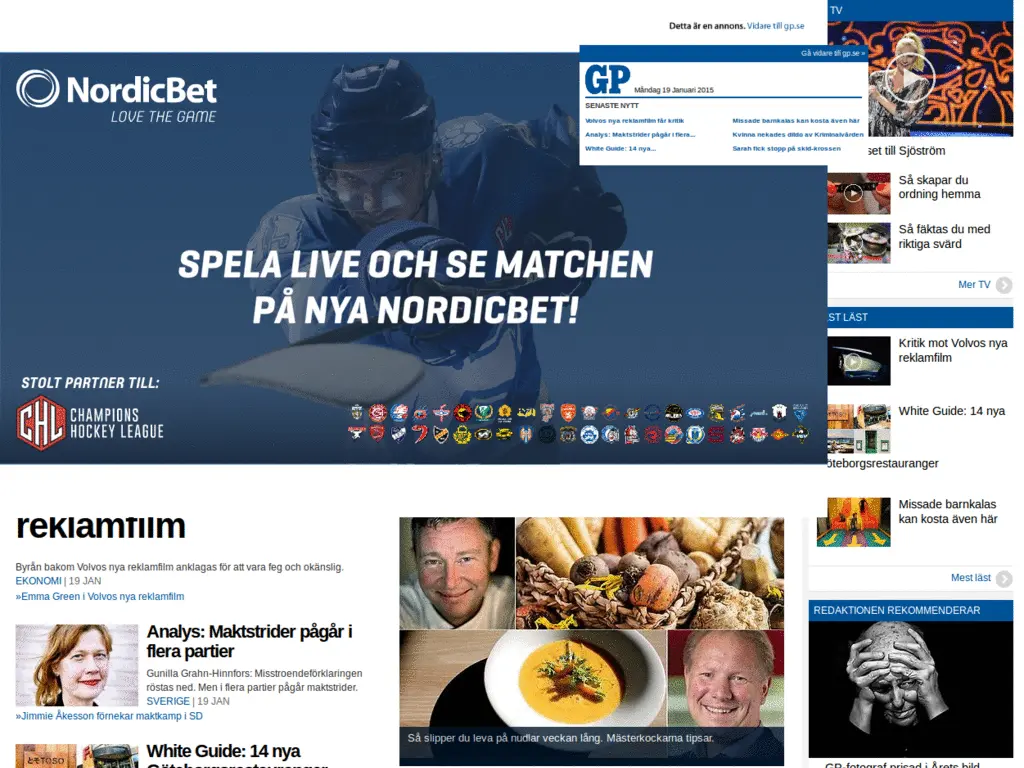 Detta är en annons. Vidare till gp.se
Gå vidare till gp.se »
GP
Måndag 19 Januari 2015
SENASTE NYTT
Volvos nya reklamfilm får kritik
Analys: Maktstrider pågår i flera...
White Guide: 14 nya...
Missade barnkalas kan kosta även här
Kvinna nekades dildo av Kriminalvården
Sarah fick stopp på skid-krossen
NordicBet
LOVE THE GAME
SPELA LIVE OCH SE MATCHEN
PÅ NYA NORDICBET!
STOLT PARTNER TILL:
CHL
CHAMPIONS
HOCKEY LEAGUE
TV
set till Sjöström
Så skapar du
ordning hemma
Så fäktas du med
riktiga svärd
Mer TV
ST LÄST
Kritik mot Volvos nya
reklamfilm
White Guide: 14 nya
öteborgsrestauranger
Missade barnkalas
kan kosta även här
Mest läst
REDAKTIONEN REKOMMENDERAR
GP-fotograf prisad i Årets bild
reklamfilm
Byrån bakom Volvos nya reklamfilm anklagas för att vara feg och okänslig.
EKONOMI | 19 JAN
»Emma Green i Volvos nya reklamfilm
Analys: Maktstrider pågår i
flera partier
Gunilla Grahn-Hinnfors: Misstroendeförklaringen
röstas ned. Men i flera partier pågår maktstrider.
SVERIGE | 19 JAN
»Jimmie Åkesson förnekar maktkamp i SD
White Guide: 14 nya
Göteborgsrestauranger
Så slipper du leva på nudlar veckan lång. Mästerkockarna tipsar.